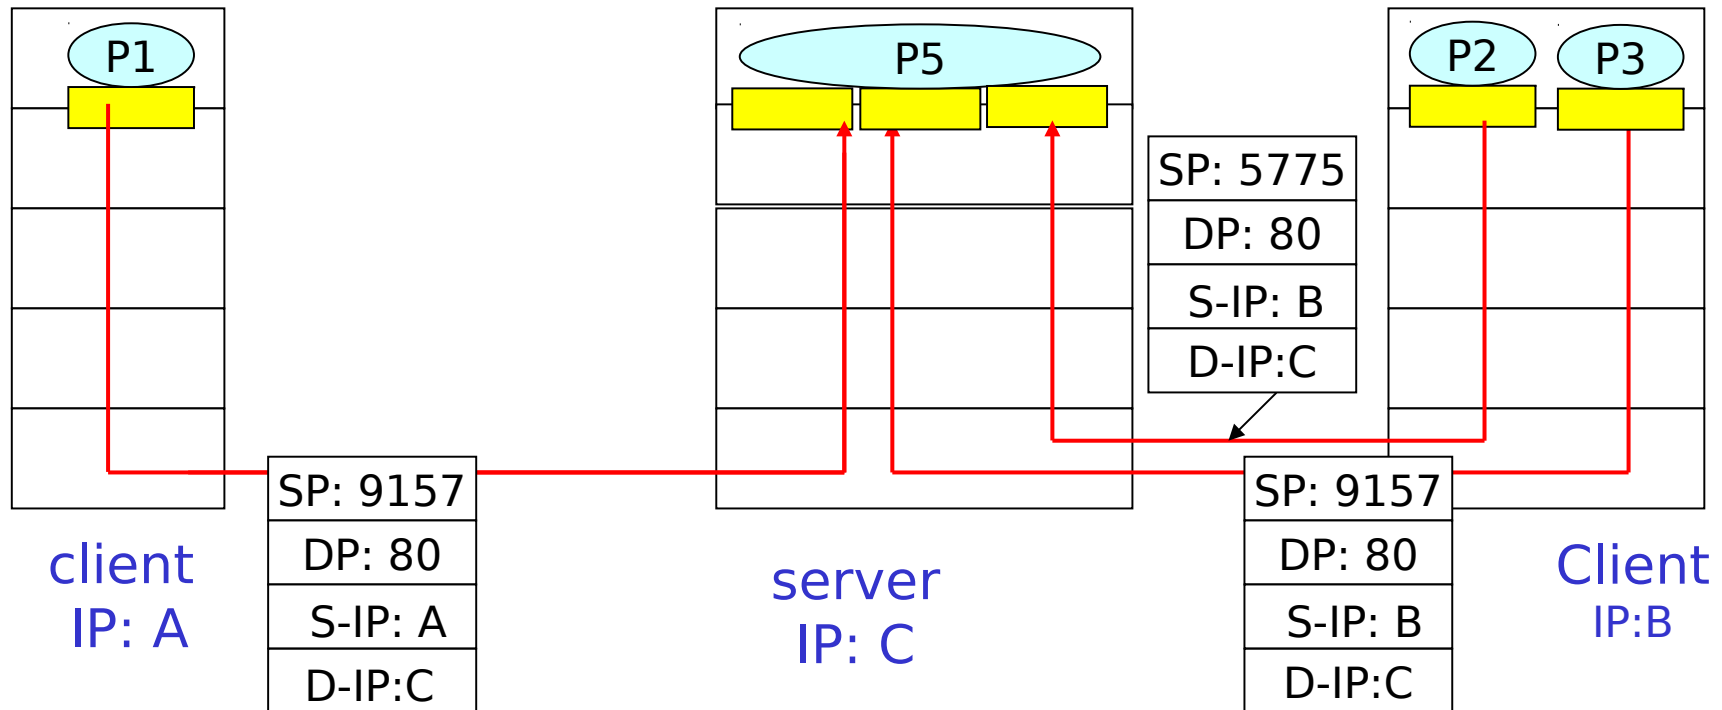 P1
P5
P2
P3
SP: 5775
DP: 80
S-IP: B
D-IP:C
SP: 9157
DP: 80
S-IP: A
D-IP:C
SP: 9157
DP: 80
S-IP: B
D-IP:C
client
IP: A
server
IP: C
Client
IP:B